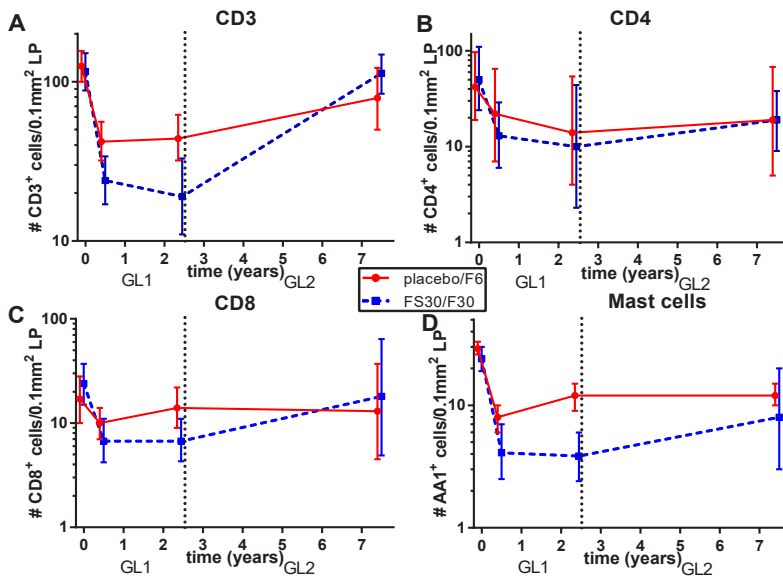 A
CD3
# CD3+ cells/0.1mm² LP
100
10
0 1 2 3 4 5 6 7
GL1
time (years)
GL2
B
CD4
# CD4+ cells/0.1mm² LP
100
10
1
0 1 2 3 4 5 6 7
GL1
time (years)
GL2
placebo/F6
FS30/F30
C
CD8
# CD8+ cells/0.1mm² LP
100
10
1
0 1 2 3 4 5 6 7
GL1
time (years)
GL2
D
Mast cells
# AA1+ cells/0.1mm² LP
10
1
0 1 2 3 4 5 6 7
GL1
time (years)
GL2